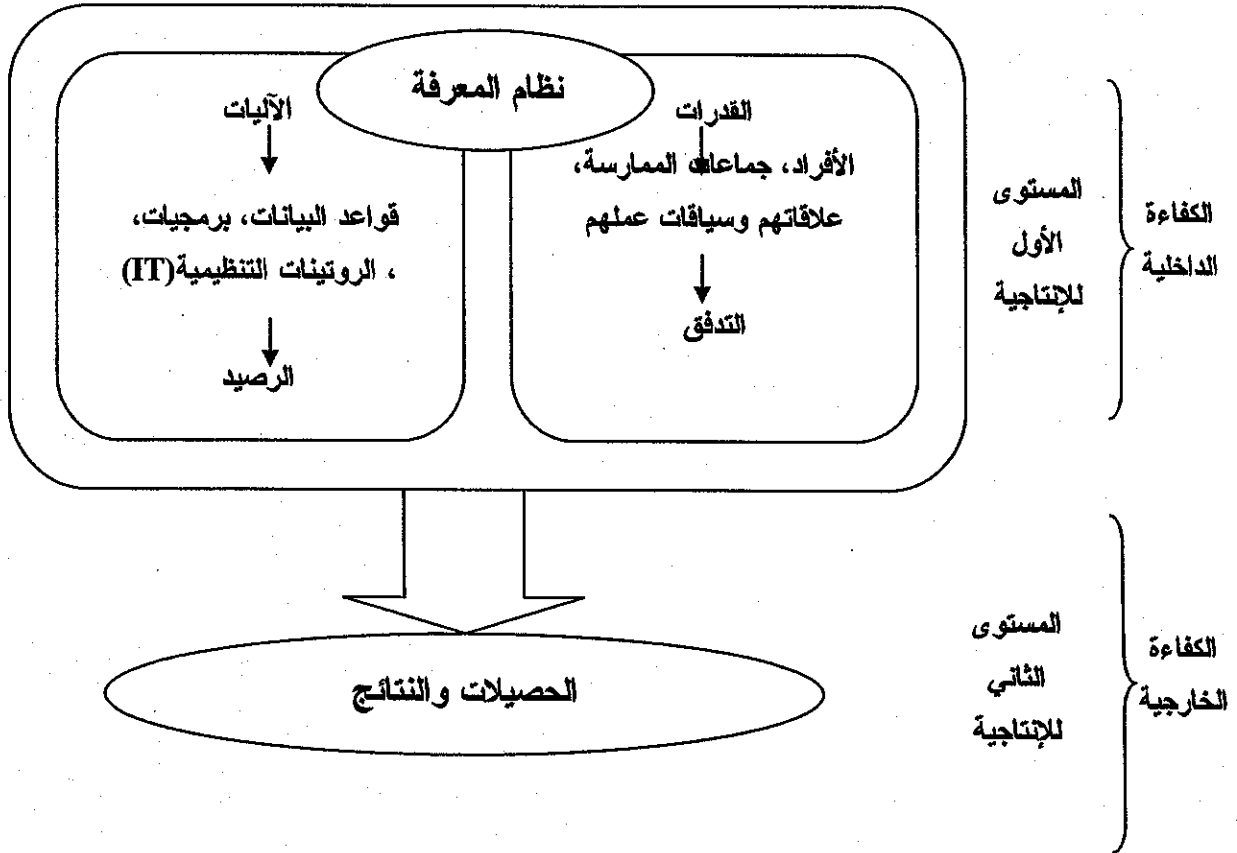 نظام المعرفة
القدرات
الأفراد، جماعات الممارسة،
علاقاتهم وسياقات عملهم
التدفق
الآليات
قواعد البيانات، برمجيات،
، الروتينات التنظيمية(IT)
الرصيد
المستوى
الأول
للإنتاجية
الكفاءة
الداخلية
الحصيلات والنتائج
المستوى
الثاني
للإنتاجية
الكفاءة
الخارجية